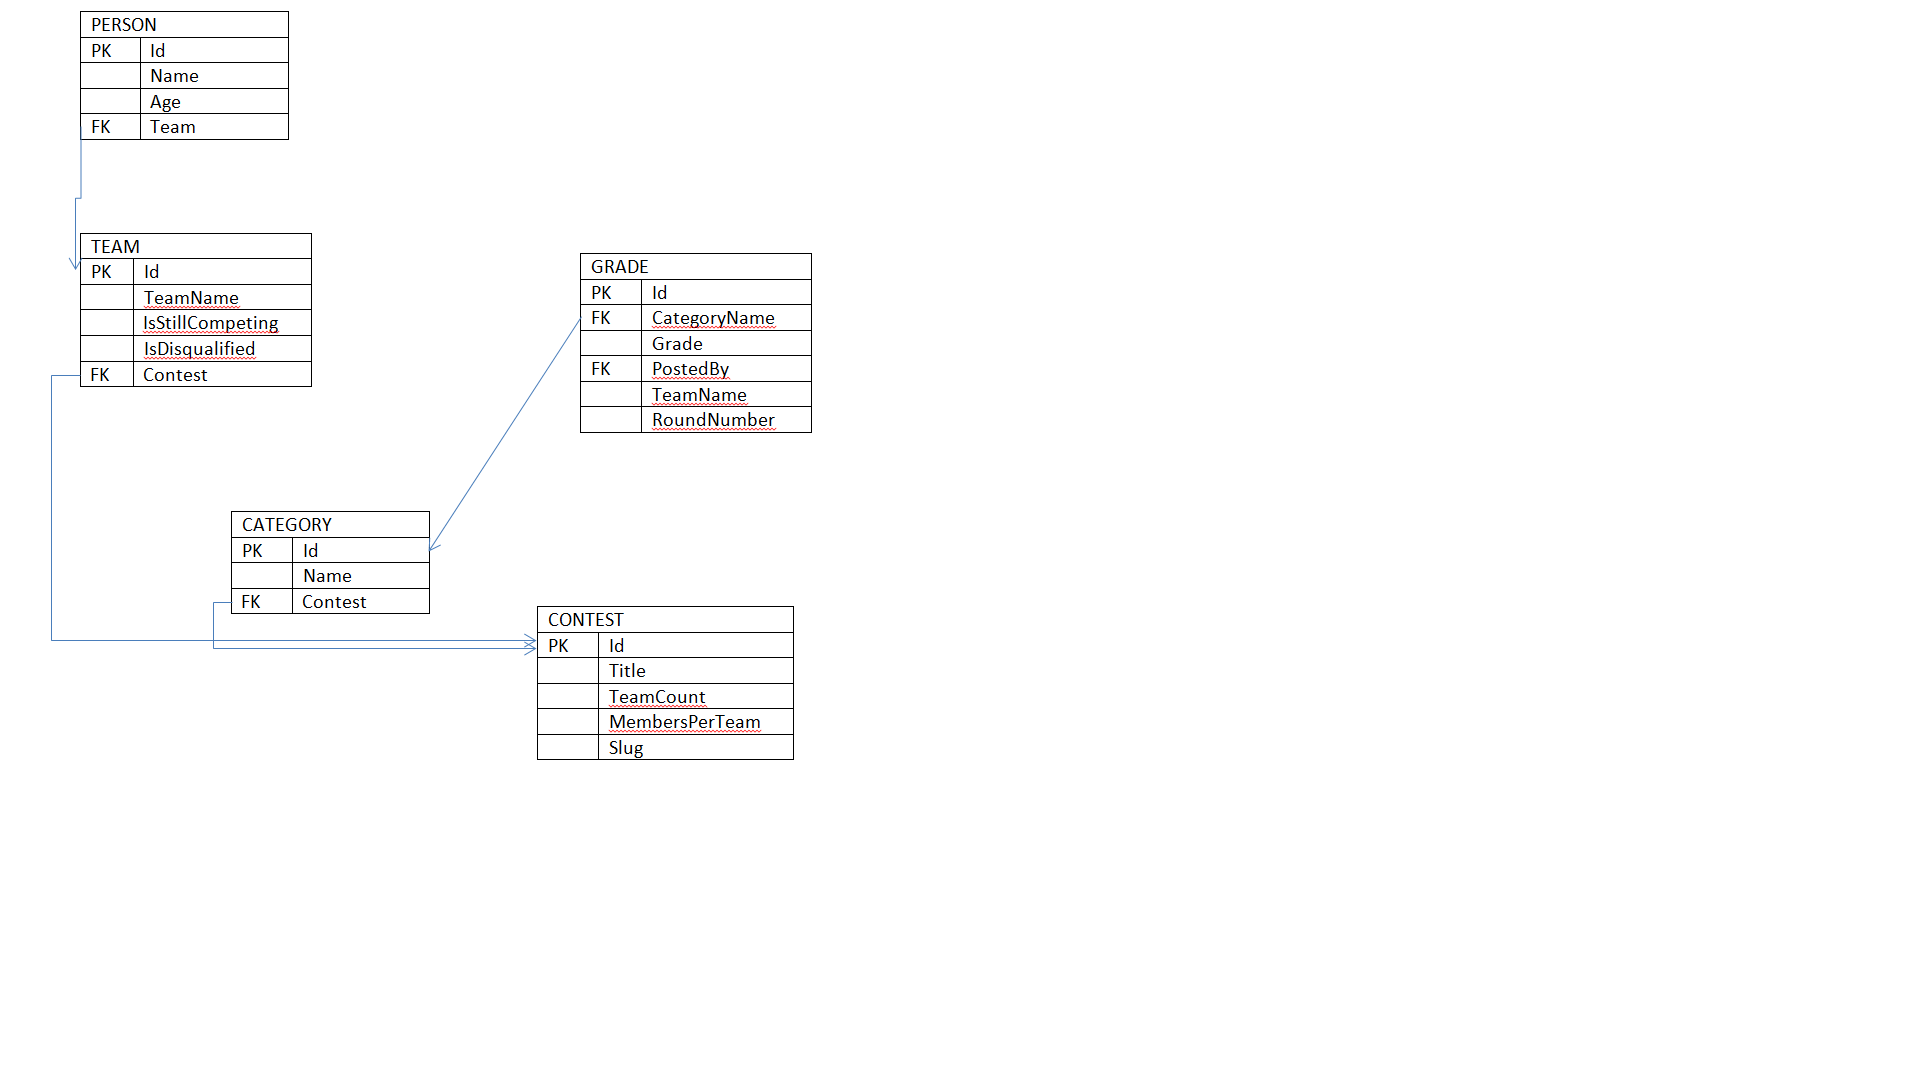 PERSON
PK Id
Name
Age
FK Team
TEAM
PK Id
TeamName
IsStillCompeting
IsDisqualified
FK Contest
GRADE
PK Id
FK CategoryName
Grade
FK PostedBy
TeamName
RoundNumber
CATEGORY
PK Id
Name
FK Contest
CONTEST
PK Id
Title
TeamCount
MembersPerTeam
Slug